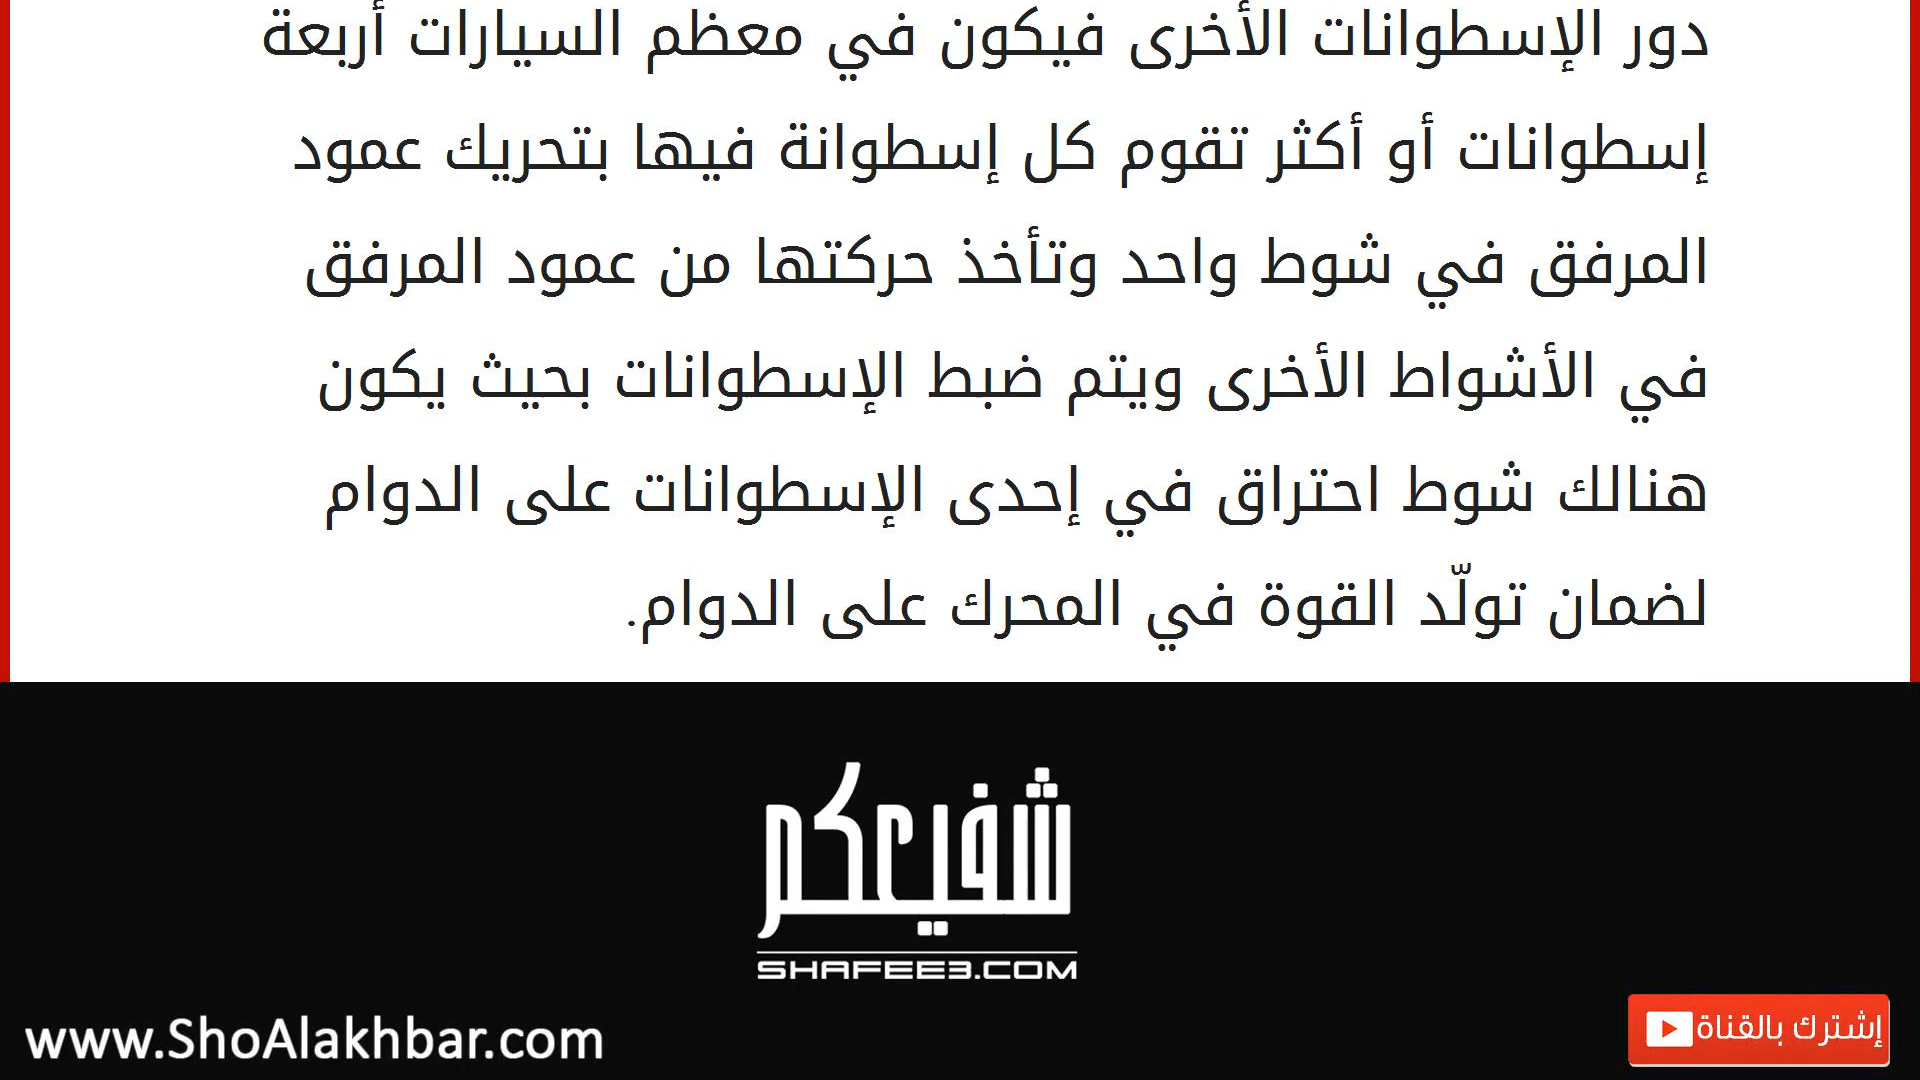 دور الإسطوانات الأخرى فيكون في معظم السيارات أربعة
إسطوانات أو أكثر تقوم كل إسطوانة فيها بتحريك عمود
المرفق في شوط واحد وتأخذ حركتها من عمود المرفق
في الأشواط الأخرى ويتم ضبط الإسطوانات بحيث يكون
هنالك شوط احتراق في إحدى الإسطوانات على الدوام
لضمان تولّد القوة في المحرك على الدوام.
شفيعكم
SHAFEE3.COM
www.ShoAlakhbar.com
إشترك بالقناة